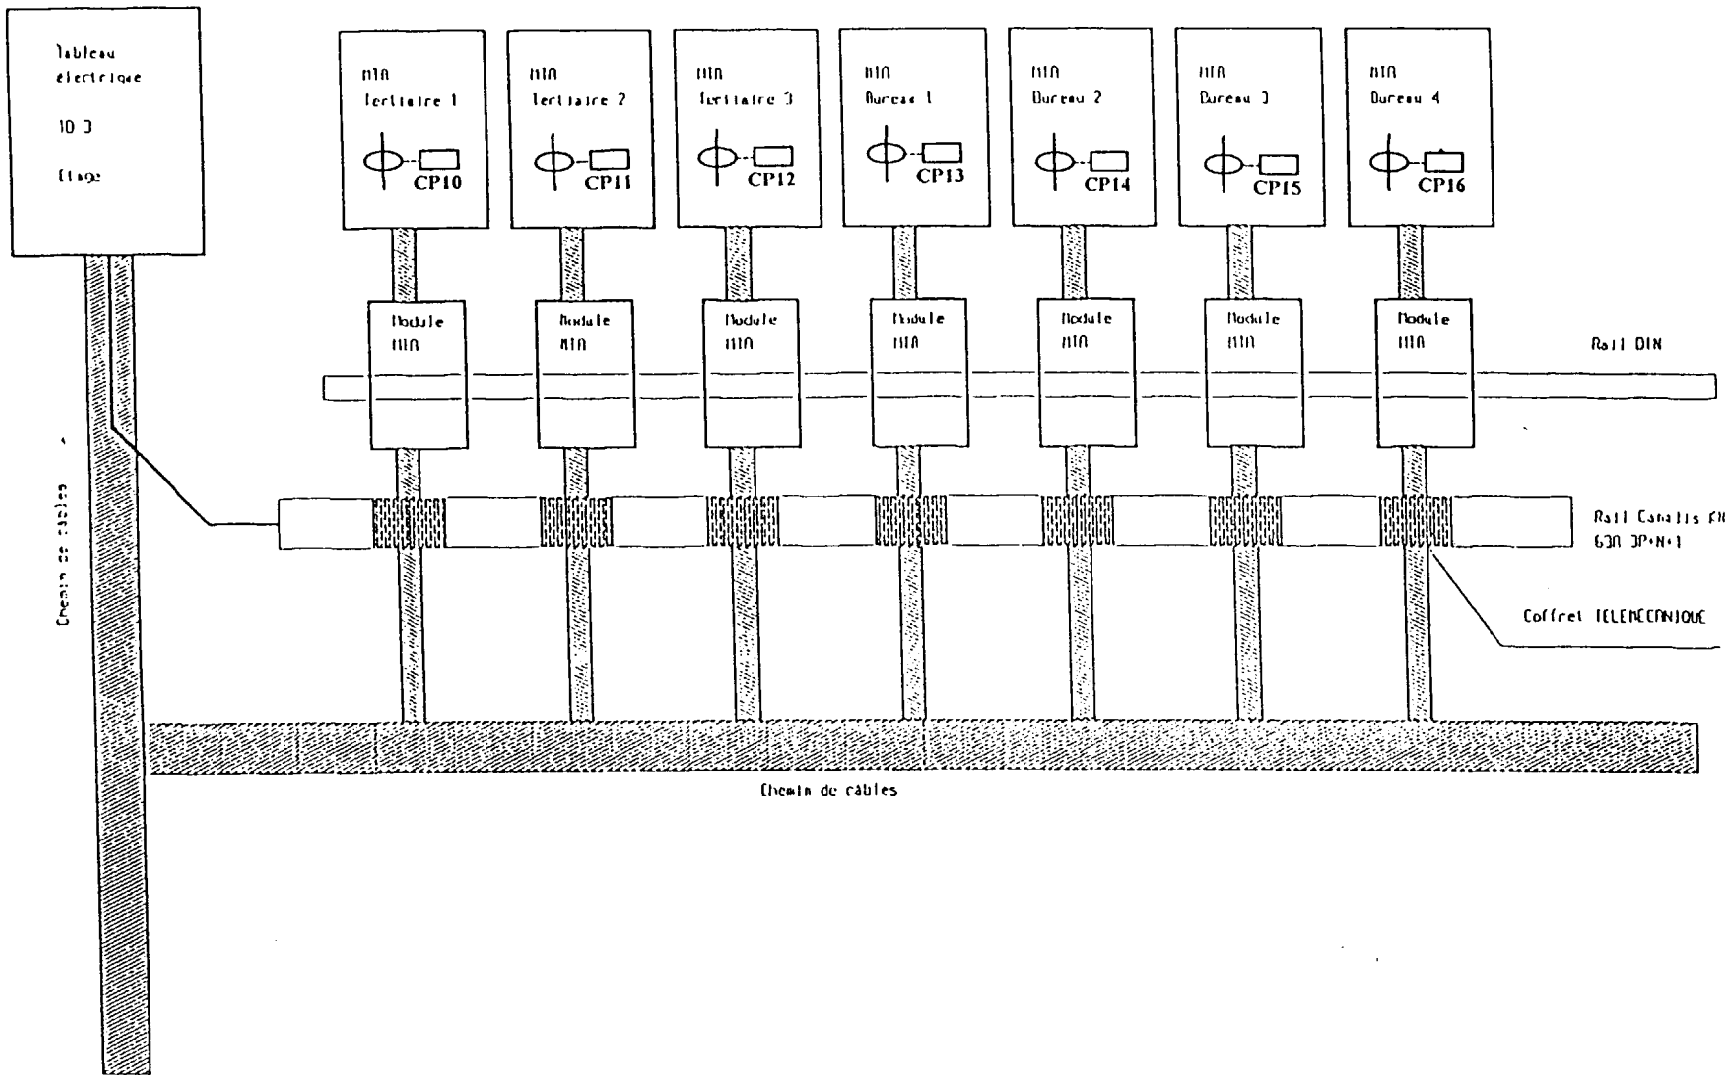 Tableau
électrique
TD 3
Etage
MTA
Tertiaire 1
CP10
MTA
Tertiaire 2
CP11
MTA
Tertiaire 3
CP12
MTA
Bureau 1
CP13
MTA
Bureau 2
CP14
MTA
Bureau 3
CP15
MTA
Bureau 4
CP16
Module
MTA
Module
MTA
Module
MTA
Module
MTA
Module
MTA
Module
MTA
Module
MTA
Rail DIN
Chemin de câbles
Rail Canalis KN
63A 3P+N+T
Coffret TELEMECANIQUE
Chemin de câbles